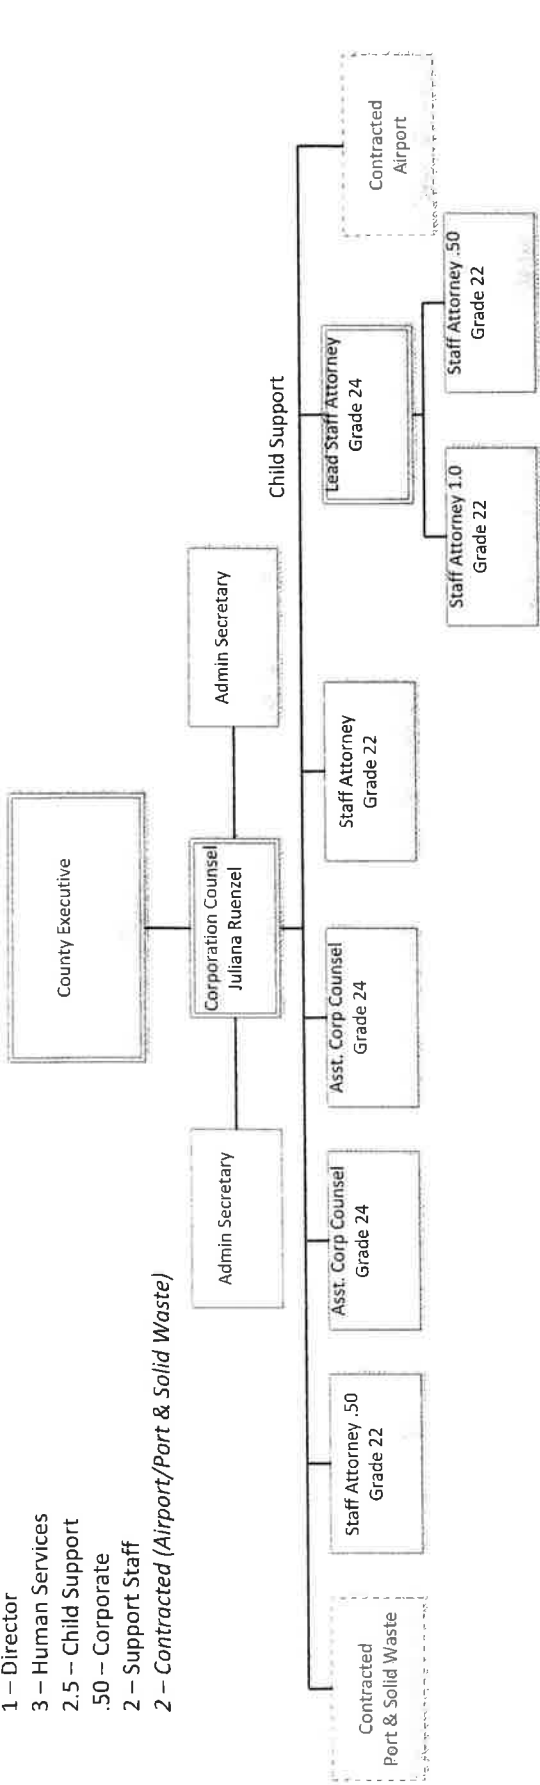 1 – Director
3 – Human Services
2.5 – Child Support
.50 – Corporate
2 – Support Staff
2 – Contracted (Airport/Port & Solid Waste)
County Executive
Admin Secretary
Corporation Counsel
Juliana Ruenzel
Admin Secretary
Child Support
Contracted
Port & Solid Waste
Staff Attorney .50
Grade 22
Asst. Corp Counsel
Grade 24
Asst. Corp Counsel
Grade 24
Staff Attorney
Grade 22
Lead Staff Attorney
Grade 24
Contracted
Airport
Staff Attorney 1.0
Grade 22
Staff Attorney .50
Grade 22